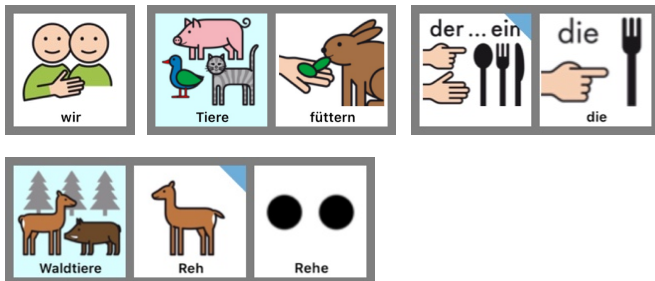 der ... ein
die
wir
Tiere
füttern
die
Waldtiere
Reh
Rehe